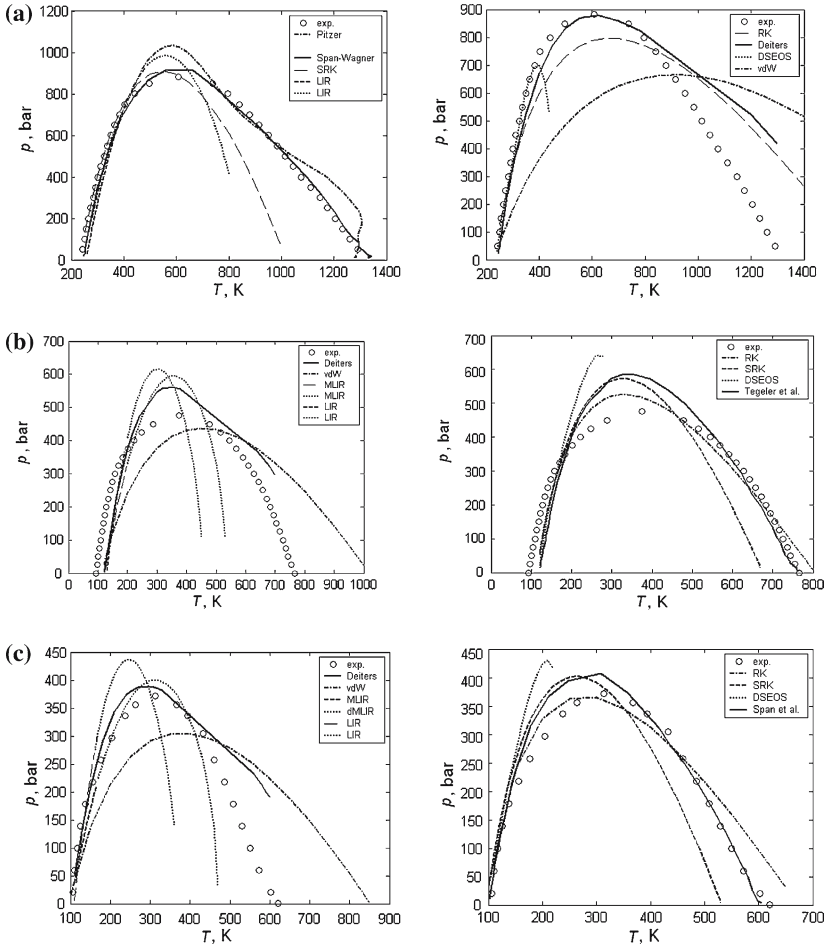 (a)
1200
1100
1000
800
600
400
200
0
200
400
600
800
1000
1200
1400
p, bar
T, K
exp.
Pitzer
Span-Wagner
SRK
LIR
LIR
900
800
700
600
500
400
300
200
100
0
200
400
600
800
1000
1200
1400
p, bar
T, K
exp.
RK
Deiters
DSEOS
vdW
(b)
700
600
500
400
300
200
100
0
0
100
200
300
400
500
600
700
800
900
1000
p, bar
T, K
exp.
Deiters
vdW
MLIR
MLIR
LIR
LIR
700
600
500
400
300
200
100
0
0
100
200
300
400
500
600
700
800
p, bar
T, K
exp.
RK
SRK
DSEOS
Tegeler et al.
(c)
450
400
350
300
250
200
150
100
50
0
100
200
300
400
500
600
700
800
900
p, bar
T, K
exp.
Deiters
vdW
MLIR
dMLIR
LIR
LIR
450
400
350
300
250
200
150
100
50
0
100
200
300
400
500
600
700
p, bar
T, K
exp.
RK
SRK
DSEOS
Span et al.